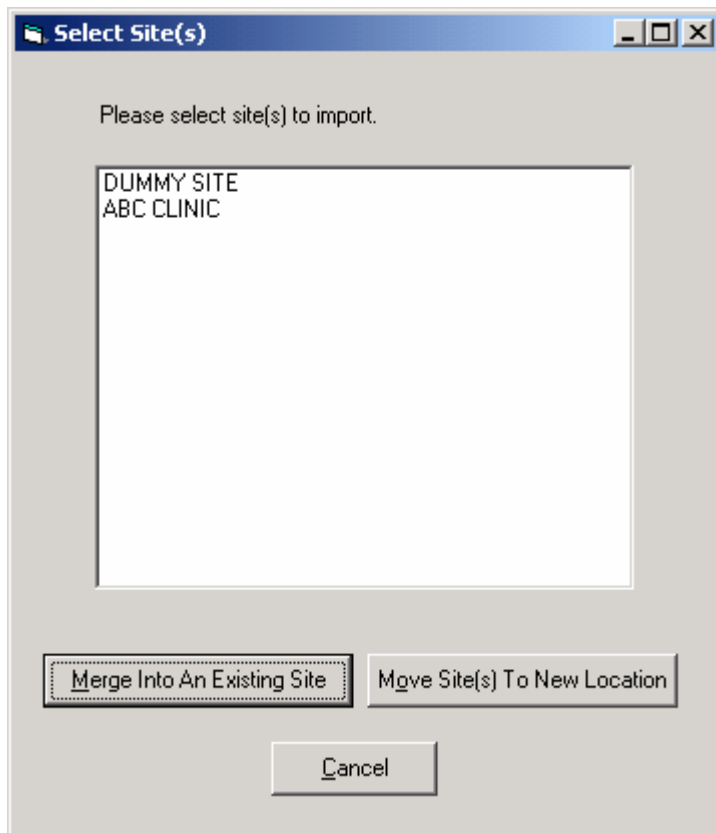 Select Site(s)
Please select site(s) to import.
DUMMY SITE
ABC CLINIC
Merge Into An Existing Site
Move Site(s) To New Location
Cancel